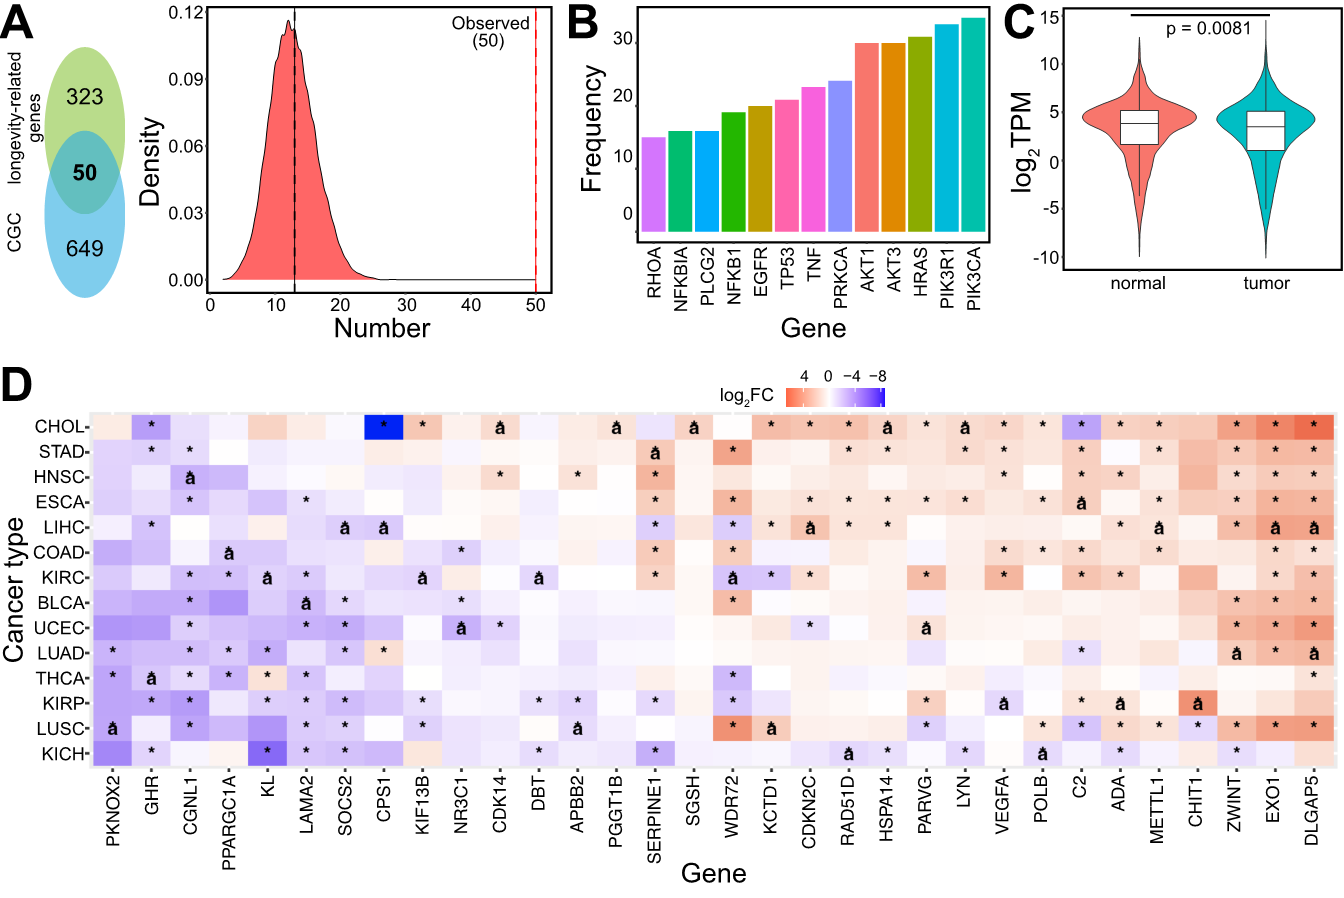 A
longevity-related
genes
CGC
323
50
649
Density
0.12
0.09
0.06
0.03
0.00
Observed
(50)
0 10 20 30 40 50
Number
B
Frequency
30
20
10
0
RHOA
NFKBIA
PLCG2
NFKB1
EGFR
TP53
TNF
PRKCA
AKT1
AKT3
HRAS
PIK3R1
PIK3CA
Gene
C
log2TPM
15
10
5
0
-5
-10
p = 0.0081
normal tumor
D
log2FC
4 0 −4 −8
Cancer type
CHOL
STAD
HNSC
ESCA
LIHC
COAD
KIRC
BLCA
UCEC
LUAD
THCA
KIRP
LUSC
KICH
PKNOX2
GHR
CGNL1
PPARGC1A
KL
LAMA2
SOCS2
CPS1
KIF13B
NR3C1
CDK14
DBT
APBB2
PGGT1B
SERPINE1
SGSH
WDR72
KCTD1
CDKN2C
RAD51D
HSPA14
PARVG
LYN
VEGFA
POLB
C2
ADA
METTL1
CHIT1
ZWINT
EXO1
DLGAP5
Gene